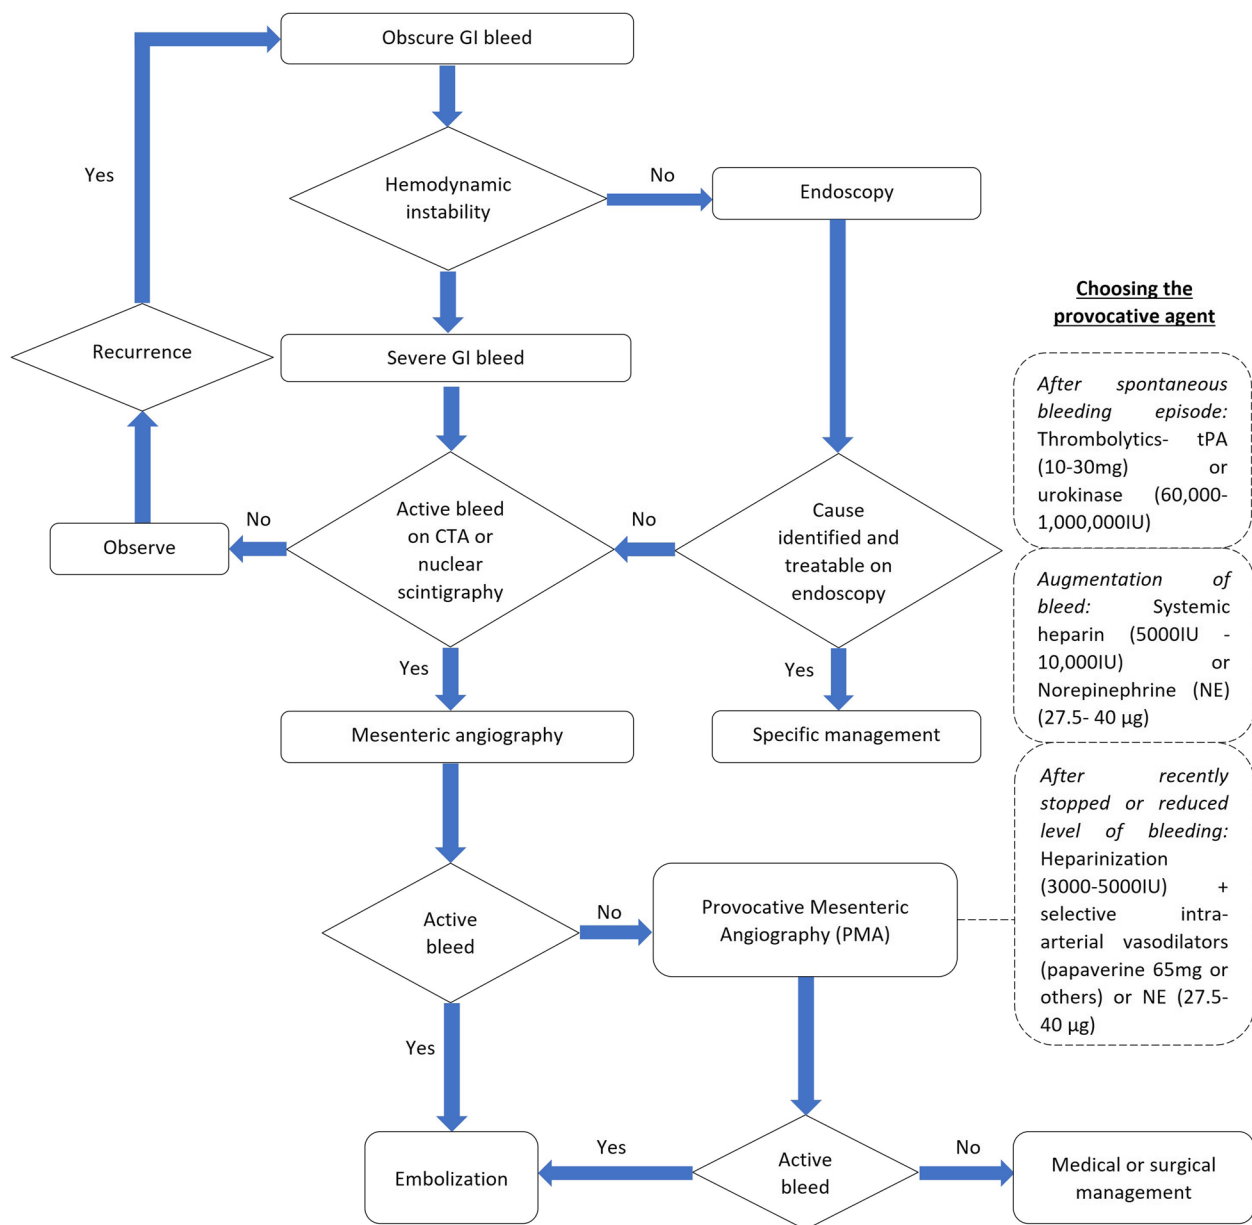 Obscure GI bleed
Yes
Hemodynamic
instability
No
Endoscopy
Recurrence
Severe GI bleed
Observe
No
Active bleed
on CTA or
nuclear
scintigraphy
No
Cause
identified and
treatable on
endoscopy
Yes
Yes
Mesenteric angiography
Specific management
Active
bleed
No
Provocative Mesenteric
Angiography (PMA)
Yes
Embolization
Yes
Active
bleed
No
Medical or surgical
management
Choosing the
provocative agent
After spontaneous
bleeding episode:
Thrombolytics- tPA
(10-30mg) or
urokinase (60,000-
1,000,000IU)
Augmentation of
bleed: Systemic
heparin (5000IU -
10,000IU) or
Norepinephrine (NE)
(27.5- 40 µg)
After recently
stopped or reduced
level of bleeding:
Heparinization
(3000-5000IU) +
selective intra-
arterial vasodilators
(papaverine 65mg or
others) or NE (27.5-
40 µg)